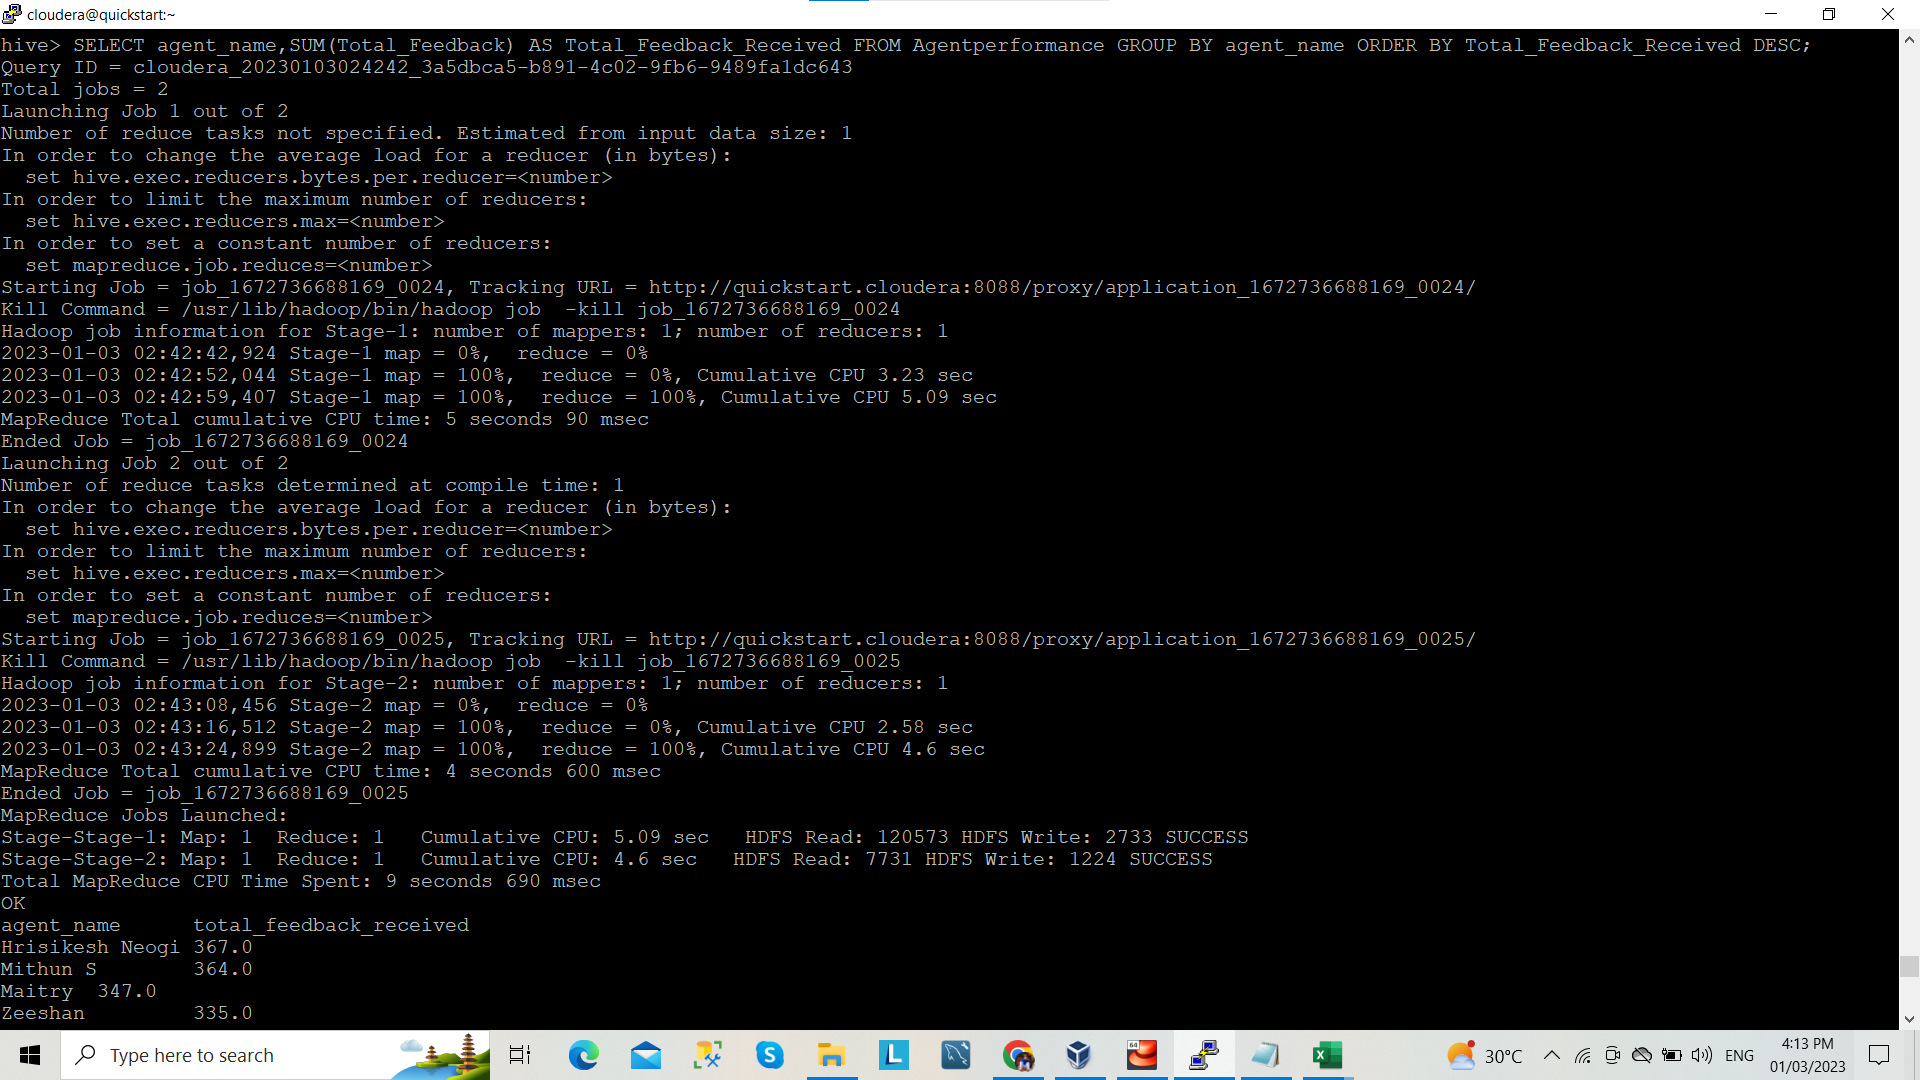 cloudera@quickstart:~
hive> SELECT agent_name,SUM(Total_Feedback) AS Total_Feedback_Received FROM Agentperformance GROUP BY agent_name ORDER BY Total_Feedback_Received DESC;
Query ID = cloudera_20230103024242_3a5dbca5-b891-4c02-9fb6-9489fa1dc643
Total jobs = 2
Launching Job 1 out of 2
Number of reduce tasks not specified. Estimated from input data size: 1
In order to change the average load for a reducer (in bytes):
  set hive.exec.reducers.bytes.per.reducer=<number>
In order to limit the maximum number of reducers:
  set hive.exec.reducers.max=<number>
In order to set a constant number of reducers:
  set mapreduce.job.reduces=<number>
Starting Job = job_1672736688169_0024, Tracking URL = http://quickstart.cloudera:8088/proxy/application_1672736688169_0024/
Kill Command = /usr/lib/hadoop/bin/hadoop job  -kill job_1672736688169_0024
Hadoop job information for Stage-1: number of mappers: 1; number of reducers: 1
2023-01-03 02:42:42,924 Stage-1 map = 0%,  reduce = 0%
2023-01-03 02:42:52,044 Stage-1 map = 100%,  reduce = 0%, Cumulative CPU 3.23 sec
2023-01-03 02:42:59,407 Stage-1 map = 100%,  reduce = 100%, Cumulative CPU 5.09 sec
MapReduce Total cumulative CPU time: 5 seconds 90 msec
Ended Job = job_1672736688169_0024
Launching Job 2 out of 2
Number of reduce tasks determined at compile time: 1
In order to change the average load for a reducer (in bytes):
  set hive.exec.reducers.bytes.per.reducer=<number>
In order to limit the maximum number of reducers:
  set hive.exec.reducers.max=<number>
In order to set a constant number of reducers:
  set mapreduce.job.reduces=<number>
Starting Job = job_1672736688169_0025, Tracking URL = http://quickstart.cloudera:8088/proxy/application_1672736688169_0025/
Kill Command = /usr/lib/hadoop/bin/hadoop job  -kill job_1672736688169_0025
Hadoop job information for Stage-2: number of mappers: 1; number of reducers: 1
2023-01-03 02:43:08,456 Stage-2 map = 0%,  reduce = 0%
2023-01-03 02:43:16,512 Stage-2 map = 100%,  reduce = 0%, Cumulative CPU 2.58 sec
2023-01-03 02:43:24,899 Stage-2 map = 100%,  reduce = 100%, Cumulative CPU 4.6 sec
MapReduce Total cumulative CPU time: 4 seconds 600 msec
Ended Job = job_1672736688169_0025
MapReduce Jobs Launched:
Stage-Stage-1: Map: 1  Reduce: 1   Cumulative CPU: 5.09 sec   HDFS Read: 120573 HDFS Write: 2733 SUCCESS
Stage-Stage-2: Map: 1  Reduce: 1   Cumulative CPU: 4.6 sec   HDFS Read: 7731 HDFS Write: 1224 SUCCESS
Total MapReduce CPU Time Spent: 9 seconds 690 msec
OK
agent_name      total_feedback_received
Hrisikesh Neogi 367.0
Mithun S        364.0
Maitry  347.0
Zeeshan         335.0
Type here to search
L
64
30°C
ENG
4:13 PM
01/03/2023